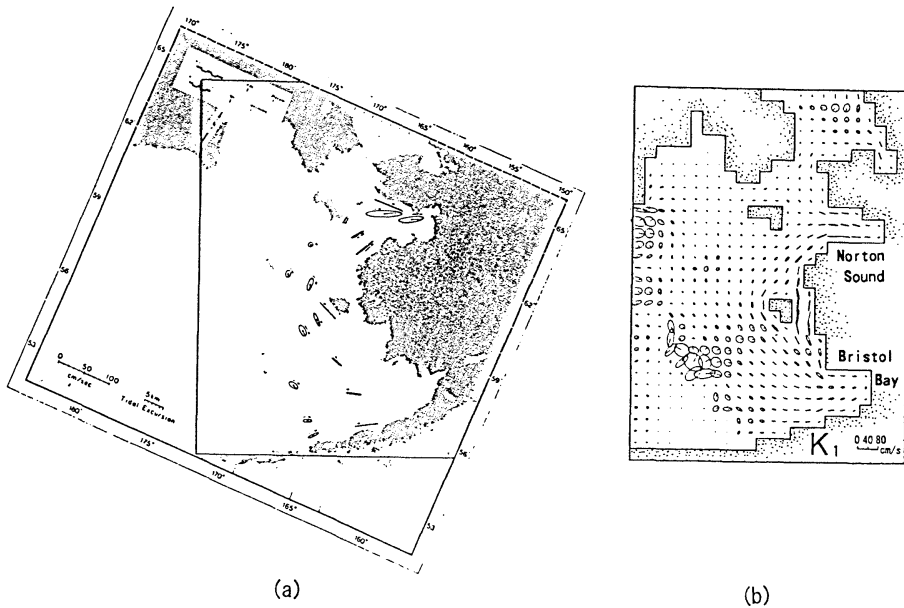 170°
175°
180°
175°
170°
165°
160°
155°
150°
65
62
59
56
53
65
62°
59
56
53
180°
175°
170°
165°
160°
0
50
100
cm/sec
5km
Tidal Excursion
(a)
Norton
Sound
Bristol
Bay
K1
0 40 80
cm/s
(b)